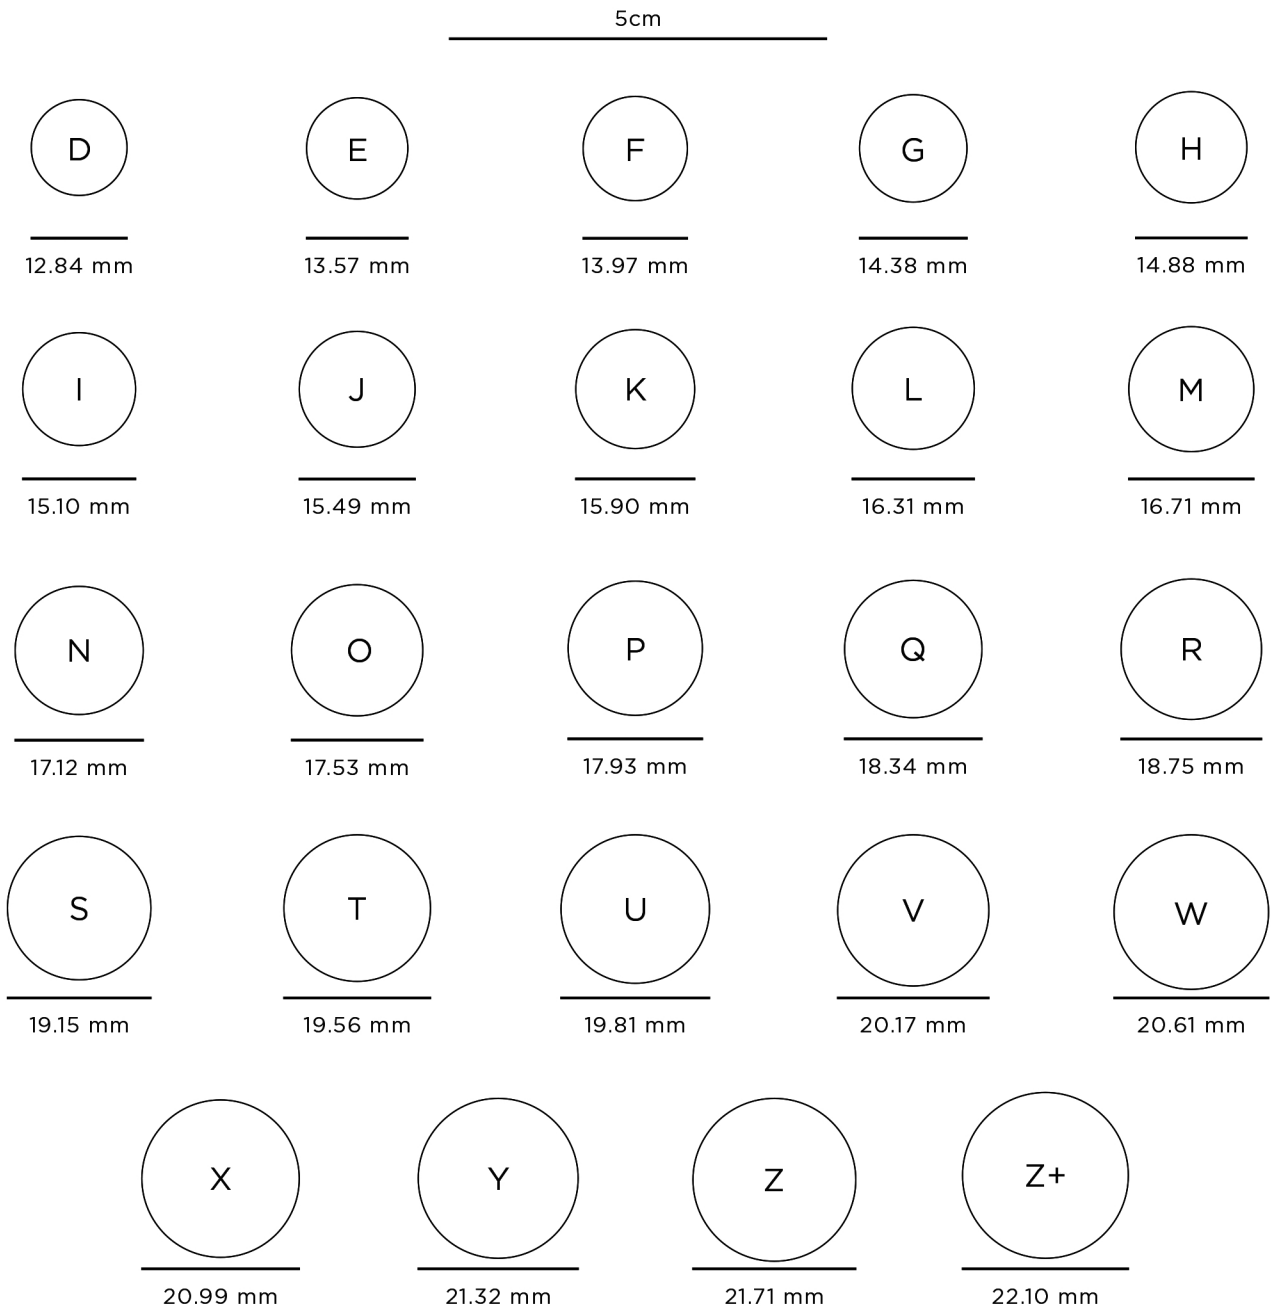 5cm
D E F G H
12.84 mm 13.57 mm 13.97 mm 14.38 mm 14.88 mm
I J K L M
15.10 mm 15.49 mm 15.90 mm 16.31 mm 16.71 mm
N O P Q R
17.12 mm 17.53 mm 17.93 mm 18.34 mm 18.75 mm
S T U V W
19.15 mm 19.56 mm 19.81 mm 20.17 mm 20.61 mm
X Y Z Z+
20.99 mm 21.32 mm 21.71 mm 22.10 mm